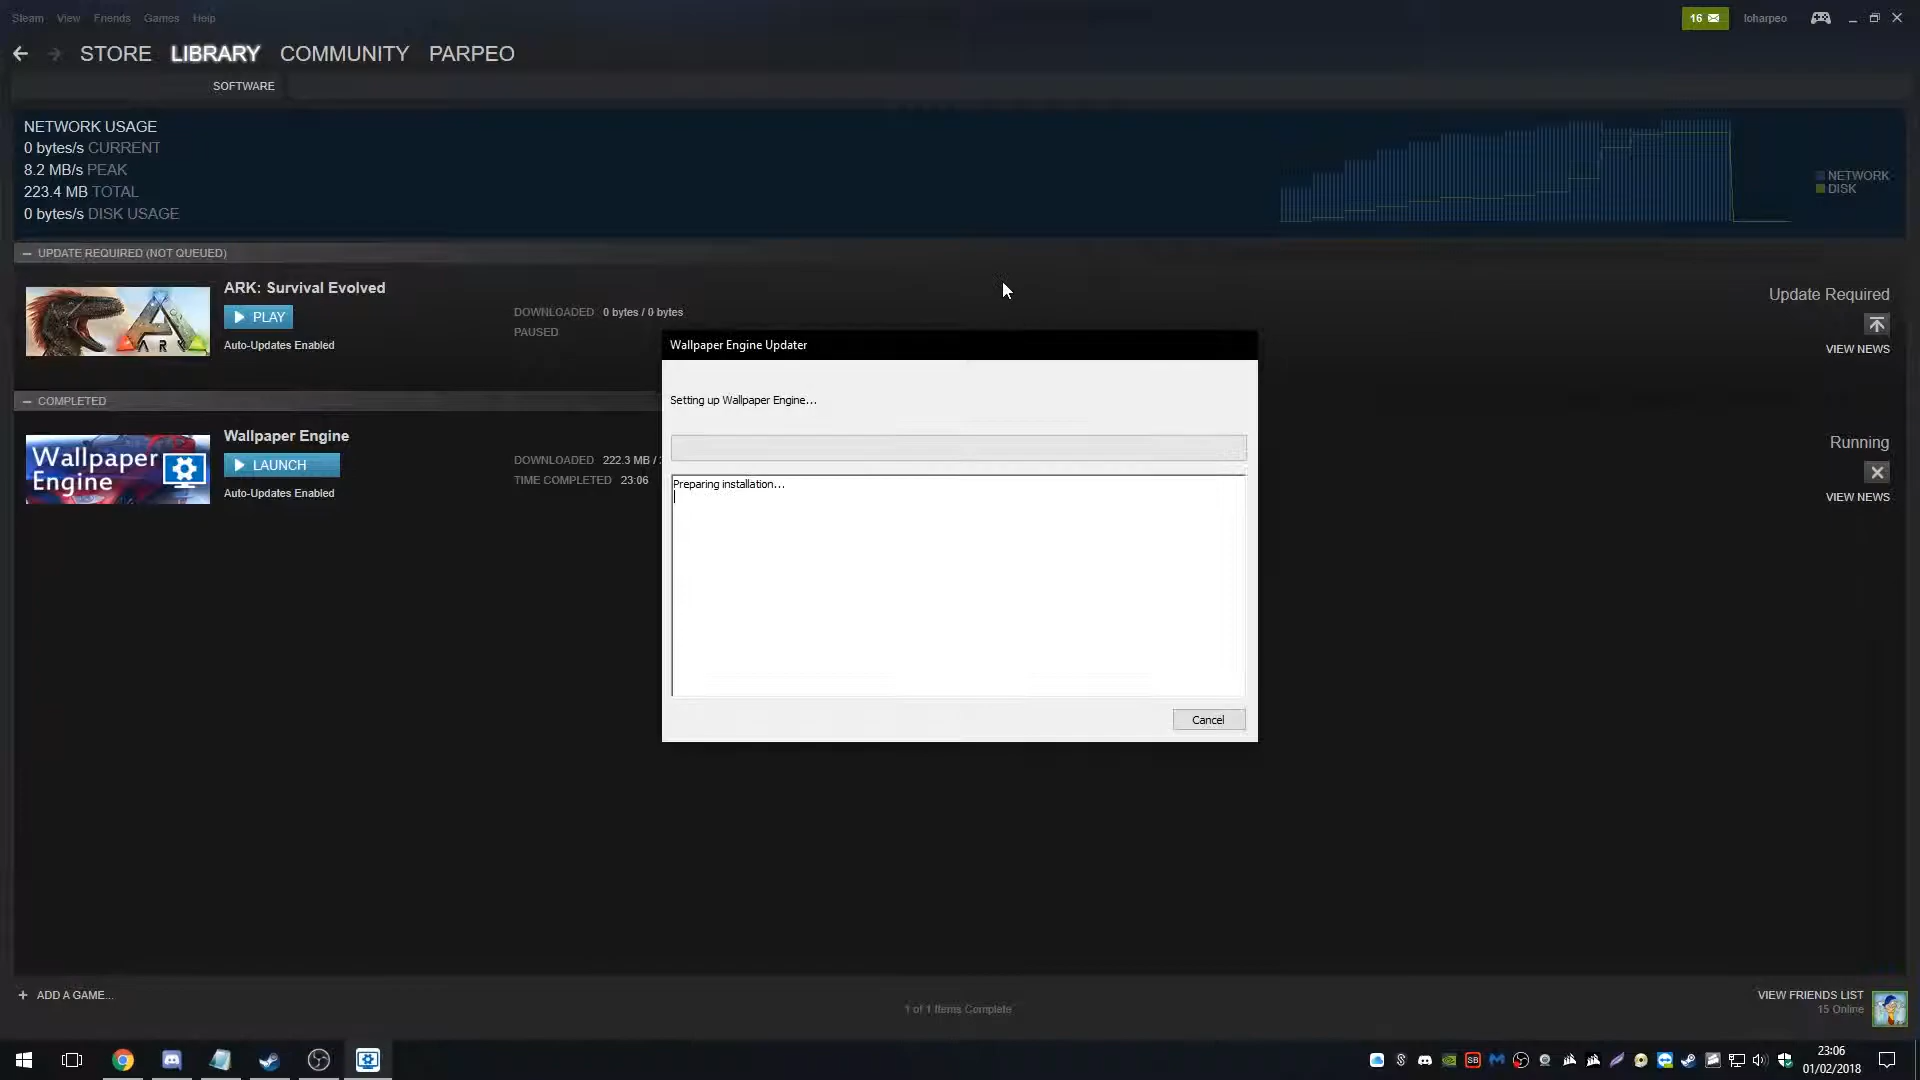 Steam View Friends Games Help
16
loharpeo
STORE LIBRARY COMMUNITY PARPEO
SOFTWARE
NETWORK USAGE
0 bytes/s CURRENT
8.2 MB/s PEAK
223.4 MB TOTAL
0 bytes/s DISK USAGE
NETWORK
DISK
UPDATE REQUIRED (NOT QUEUED)
ARK
ARK: Survival Evolved
PLAY
Auto-Updates Enabled
DOWNLOADED 0 bytes / 0 bytes
PAUSED
Update Required
VIEW NEWS
COMPLETED
Wallpaper
Engine
Wallpaper Engine
LAUNCH
Auto-Updates Enabled
DOWNLOADED 222.3 MB /
TIME COMPLETED 23:06
Running
VIEW NEWS
Wallpaper Engine Updater
Setting up Wallpaper Engine...
Preparing installation...
Cancel
+ ADD A GAME...
1 of 1 Items Complete
VIEW FRIENDS LIST
15 Online
SB
23:06
01/02/2018